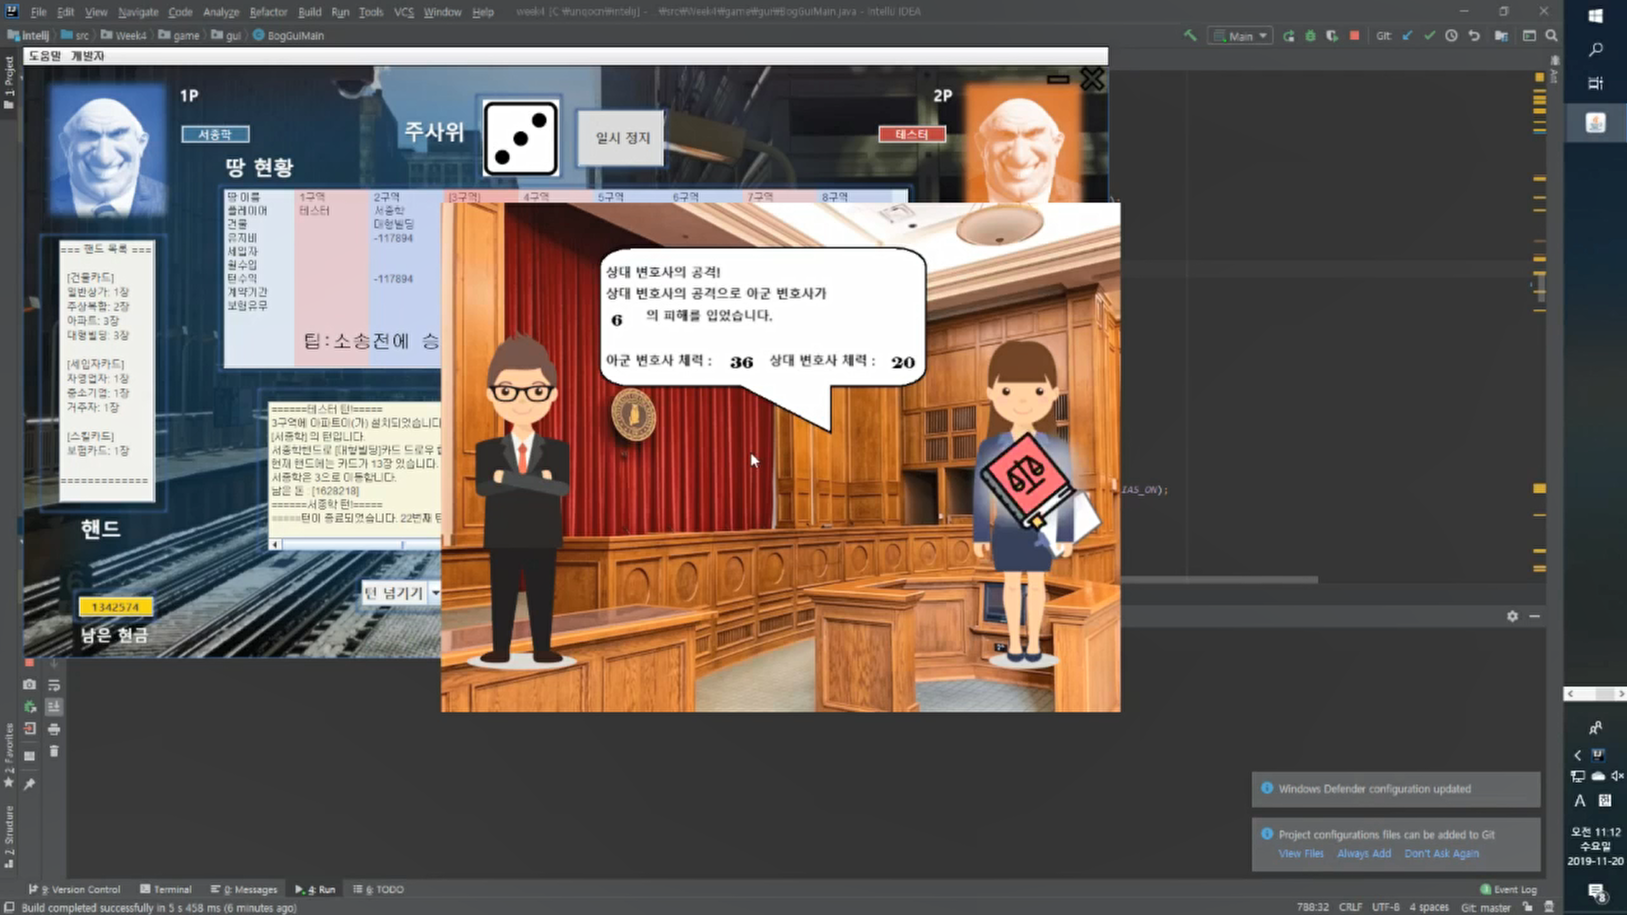 File Edit View Navigate Code Analyze Refactor Build Run Tools VCS Window Help
intelij src Week4 game gui BogGuiMain
Main Git:
1: Project
Ant
도움말 개발자
1P
서종학
주사위
일시 정지
2P
테스터
땅 현황
땅이름 1구역 2구역 [3구역] 4구역 5구역 6구역 7구역 8구역
플레이어 테스터 서종학
건물 대형빌딩
유지비 -117894
세입자
월수입
턴수익 -117894
계약기간
보험유무
팁:소송전에 승
=== 핸드 목록 ===
[건물카드]
일반상가: 1장
주상복합: 2장
아파트: 3장
대형빌딩: 3장
[세입자카드]
자영업자: 1장
중소기업: 1장
거주자: 1장
[스킬카드]
보험카드: 1장
=============
핸드
1342574
남은 현금
======테스터 턴!=====
3구역에 아파트이(가) 설치되었습니다
[서종학]의 턴입니다.
서종학핸드로 [대형빌딩]카드 드로우
현재 핸드에는 카드가 13장 있습니다.
서종학은 3으로 이동합니다.
남은 돈 : [1628218]
======서종학 턴!=====
=====턴이 종료되었습니다. 22번째 턴
턴 넘기기
상대 변호사의 공격!
상대 변호사의 공격으로 아군 변호사가
6 의 피해를 입었습니다.
아군 변호사 체력 : 36 상대 변호사 체력 : 20
IAS_ON);
2: Favorites
Z: Structure
Windows Defender configuration updated
Project configurations files can be added to Git
View Files Always Add Don't Ask Again
9: Version Control Terminal 0: Messages 4: Run 6: TODO
Event Log
Build completed successfully in 5 s 458 ms (6 minutes ago)
788:32 CRLF UTF-8 4 spaces Git: master
A
오전 11:12
수요일
2019-11-20